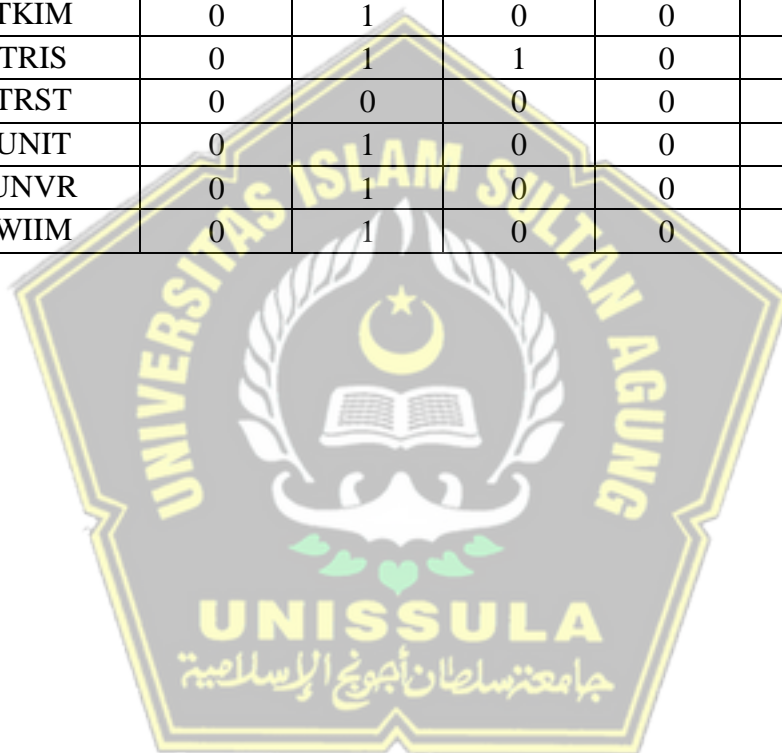 TKIM 0 1 0 0
TRIS 0 1 1 0
TRST 0 0 0 0
UNIT 0 1 0 0
UNVR 0 1 0 0
WIIM 0 1 0 0
UNIVERSITAS ISLAM SULTAN AGUNG
UNISSULA
جامعة سلطان أجونج الإسلامية